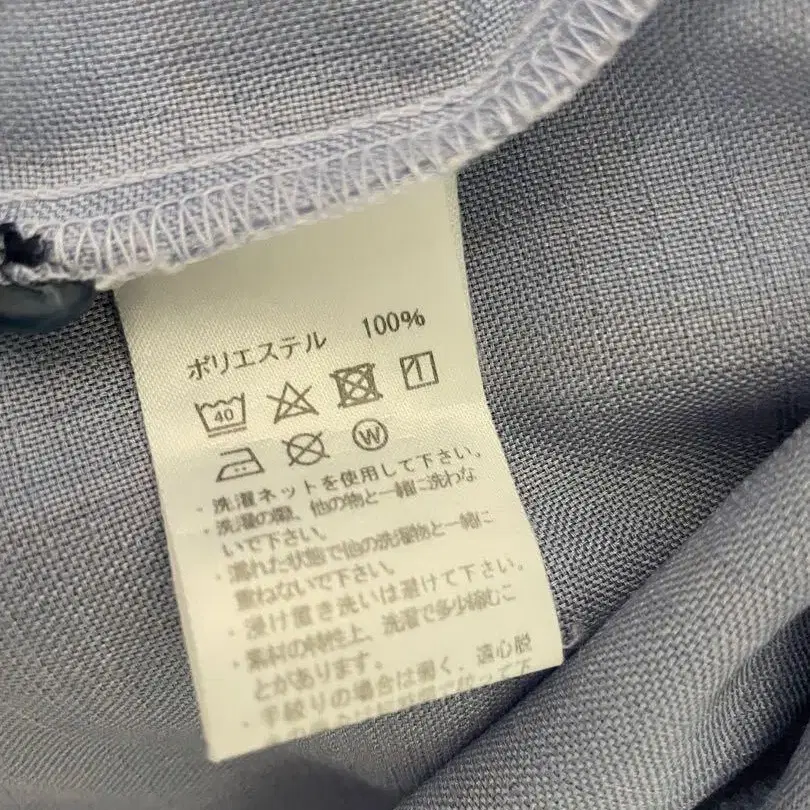 ポリエステル 100%
40
W
・洗濯ネットを使用して下さい。
・洗濯の際、他の物と一緒に洗わな
いで下さい。
・濡れた状態で他の洗濯物と一緒に
重ねないで下さい。
・浸け置き洗いは避けて下さい。
・素材の特性上、洗濯で多少縮むこ
とがあります。
・手絞りの場合は弱く、遠心脱